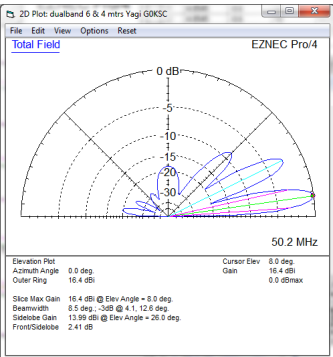 2D Plot: dualband 6 & 4 mtrs Yagi G0KSC
File Edit View Options Reset
Total Field EZNEC Pro/4
0 dB
-5
-10
-15
-20
-30
50.2 MHz
Elevation Plot Cursor Elev 8.0 deg.
Azimuth Angle 0.0 deg. Gain 16.4 dBi
Outer Ring 16.4 dBi 0.0 dBmax
Slice Max Gain 16.4 dBi @ Elev Angle = 8.0 deg.
Beamwidth 8.5 deg.; -3dB @ 4.1, 12.6 deg.
Sidelobe Gain 13.99 dBi @ Elev Angle = 26.0 deg.
Front/Sidelobe 2.41 dB